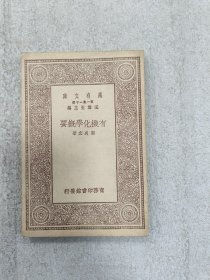 萬有文庫
第一集一千種
王雲五主編
有機化學概要
商務印書館發行